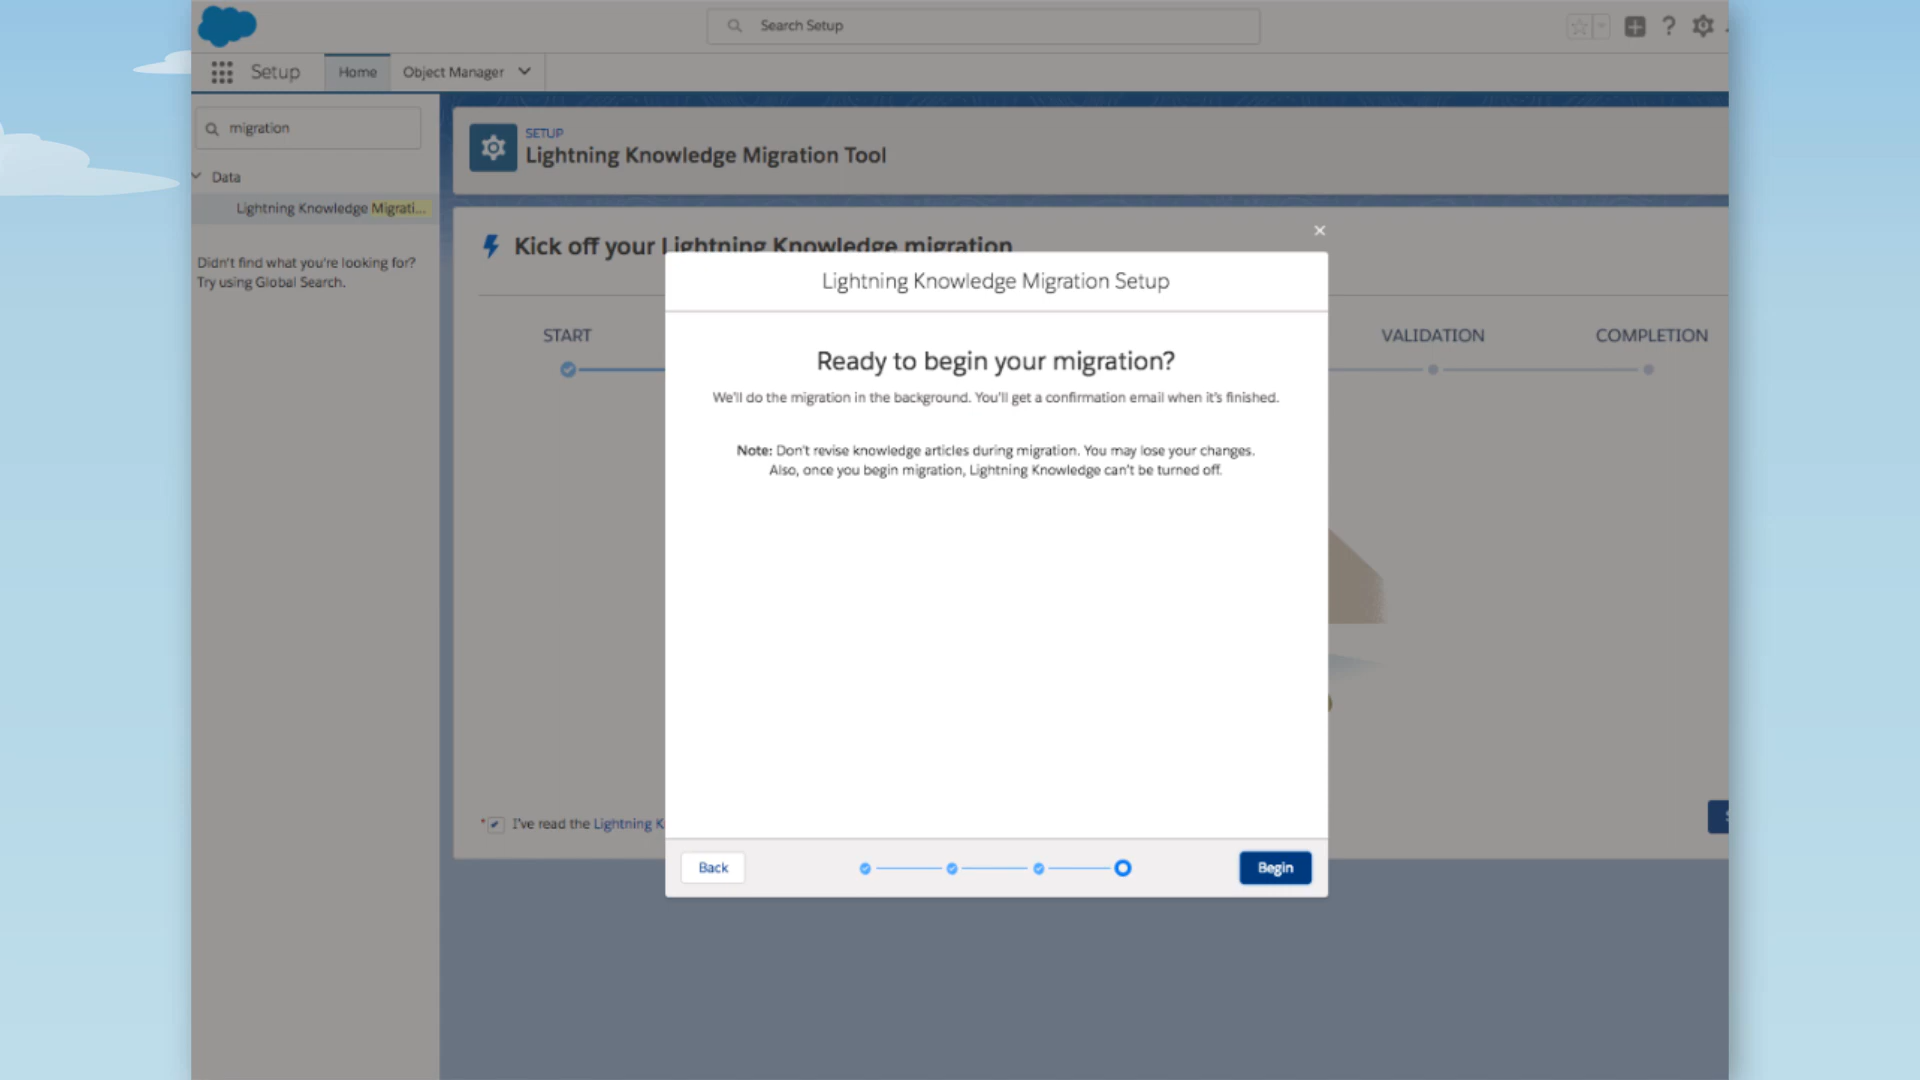 Search Setup
Setup
Home
Object Manager
migration
Data
Lightning Knowledge Migrati...
Didn't find what you're looking for?
Try using Global Search.
SETUP
Lightning Knowledge Migration Tool
Kick off your Lightning Knowledge migration
START
VALIDATION
COMPLETION
Lightning Knowledge Migration Setup
Ready to begin your migration?
We'll do the migration in the background. You'll get a confirmation email when it's finished.
Note: Don't revise knowledge articles during migration. You may lose your changes.
Also, once you begin migration, Lightning Knowledge can't be turned off.
* I've read the Lightning K
Back
Begin